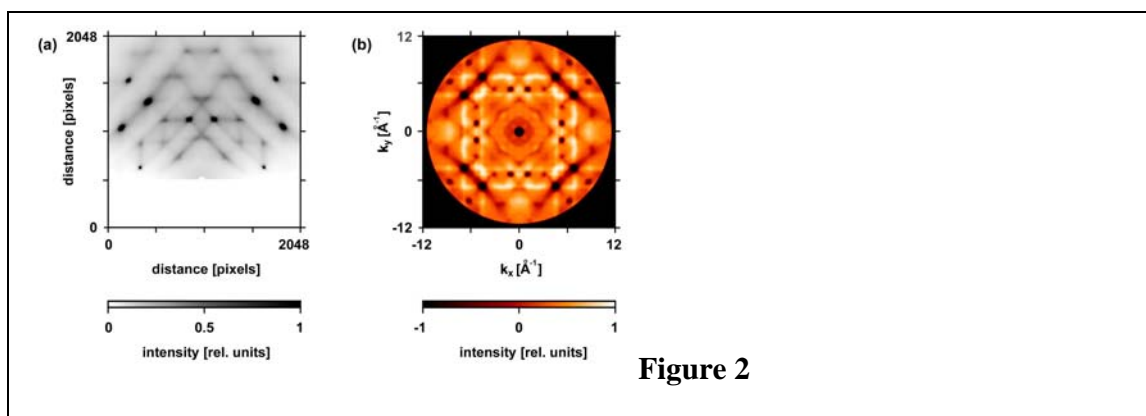 (a)
2048
distance [pixels]
0
0
2048
distance [pixels]
0
0.5
1
intensity [rel. units]
(b)
12
k_y [Å⁻¹]
0
-12
-12
0
12
k_x [Å⁻¹]
-1
0
1
intensity [rel. units]
Figure 2